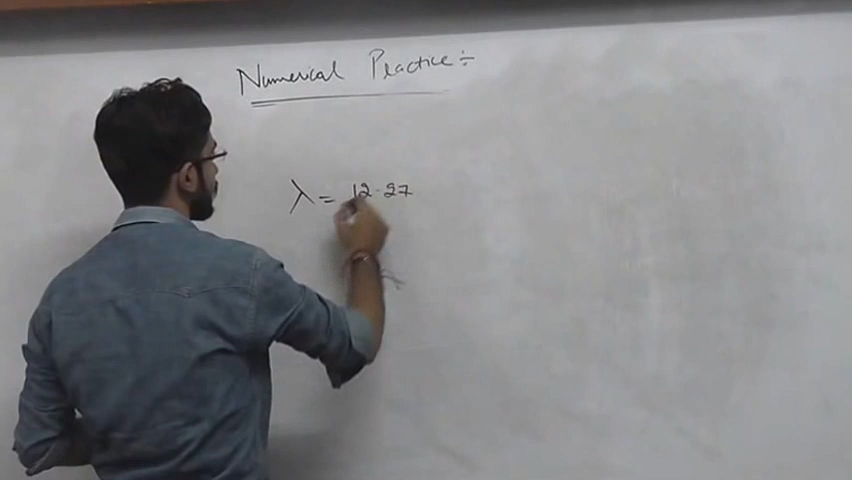 Numerical Practice ÷
λ = 12.27